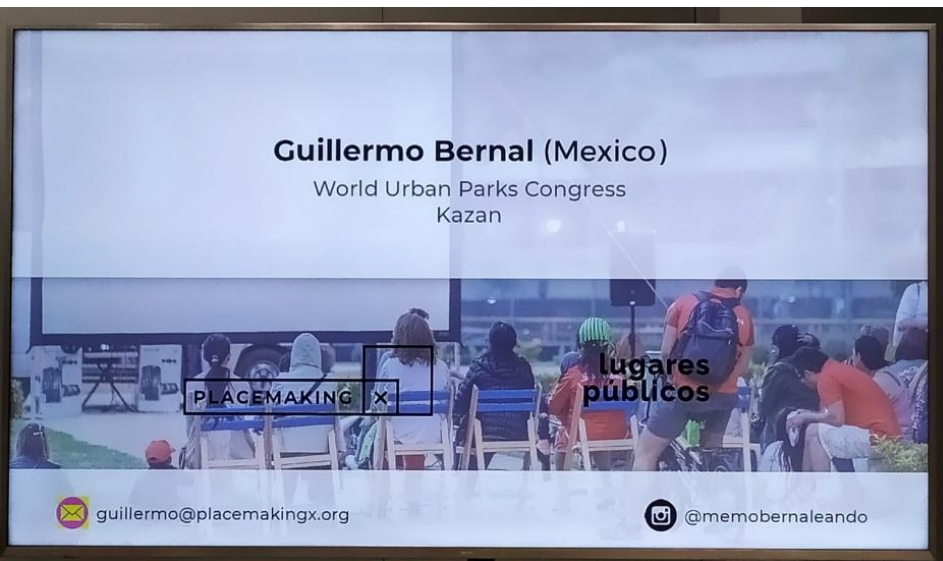 Guillermo Bernal (Mexico)
World Urban Parks Congress
Kazan
PLACEMAKING X
lugares
públicos
guillermo@placemakingx.org
@memobernaleando